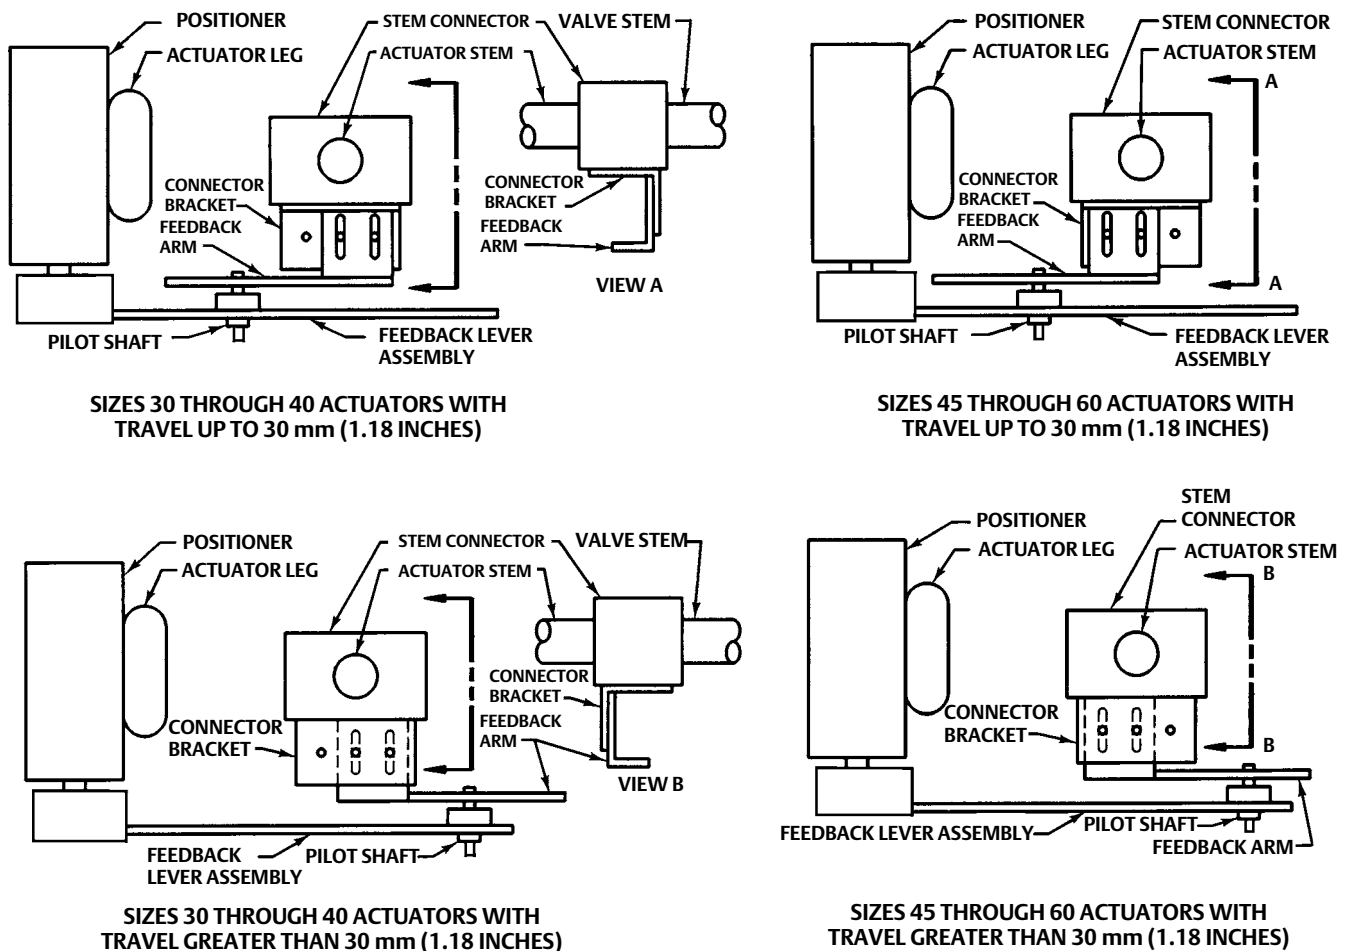 POSITIONER
ACTUATOR LEG
STEM CONNECTOR
ACTUATOR STEM
VALVE STEM
CONNECTOR
BRACKET
FEEDBACK
ARM
CONNECTOR
BRACKET
FEEDBACK
ARM
VIEW A
PILOT SHAFT
FEEDBACK LEVER
ASSEMBLY
SIZES 30 THROUGH 40 ACTUATORS WITH
TRAVEL UP TO 30 mm (1.18 INCHES)
POSITIONER
ACTUATOR LEG
STEM CONNECTOR
ACTUATOR STEM
A
CONNECTOR
BRACKET
FEEDBACK
ARM
A
PILOT SHAFT
FEEDBACK LEVER
ASSEMBLY
SIZES 45 THROUGH 60 ACTUATORS WITH
TRAVEL UP TO 30 mm (1.18 INCHES)
POSITIONER
ACTUATOR LEG
STEM CONNECTOR
ACTUATOR STEM
VALVE STEM
CONNECTOR
BRACKET
CONNECTOR
BRACKET
FEEDBACK
ARM
VIEW B
FEEDBACK
LEVER ASSEMBLY
PILOT SHAFT
SIZES 30 THROUGH 40 ACTUATORS WITH
TRAVEL GREATER THAN 30 mm (1.18 INCHES)
POSITIONER
ACTUATOR LEG
STEM
CONNECTOR
ACTUATOR STEM
B
CONNECTOR
BRACKET
B
FEEDBACK LEVER ASSEMBLY
PILOT SHAFT
FEEDBACK ARM
SIZES 45 THROUGH 60 ACTUATORS WITH
TRAVEL GREATER THAN 30 mm (1.18 INCHES)